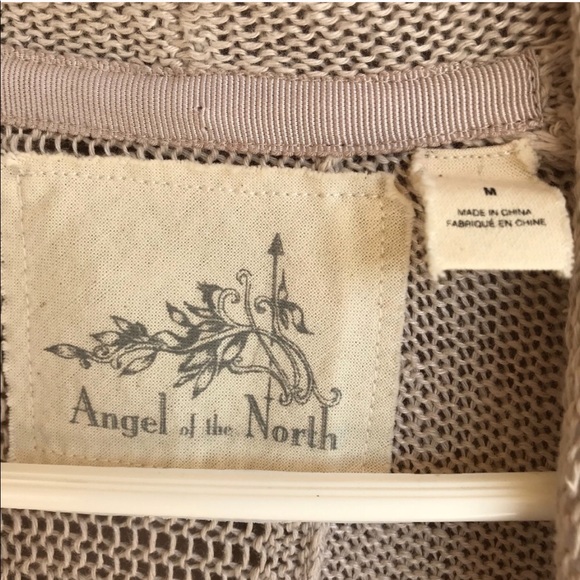 M
MADE IN CHINA
FABRIQUÉ EN CHINE
Angel of the North